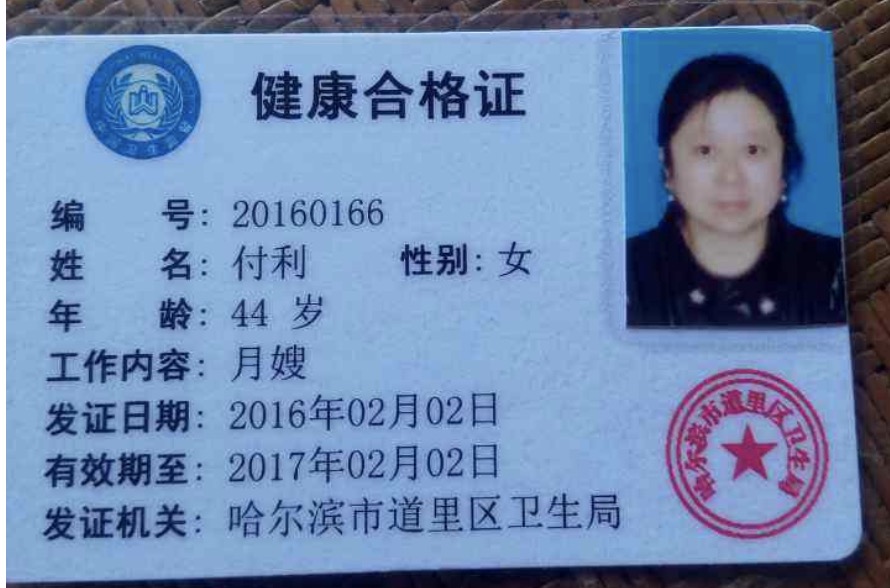 健康合格证
编 号：20160166
姓 名：付利 性别：女
年 龄：44 岁
工作内容：月嫂
发证日期：2016年02月02日
有效期至：2017年02月02日
发证机关：哈尔滨市道里区卫生局
哈尔滨市道里区卫生局